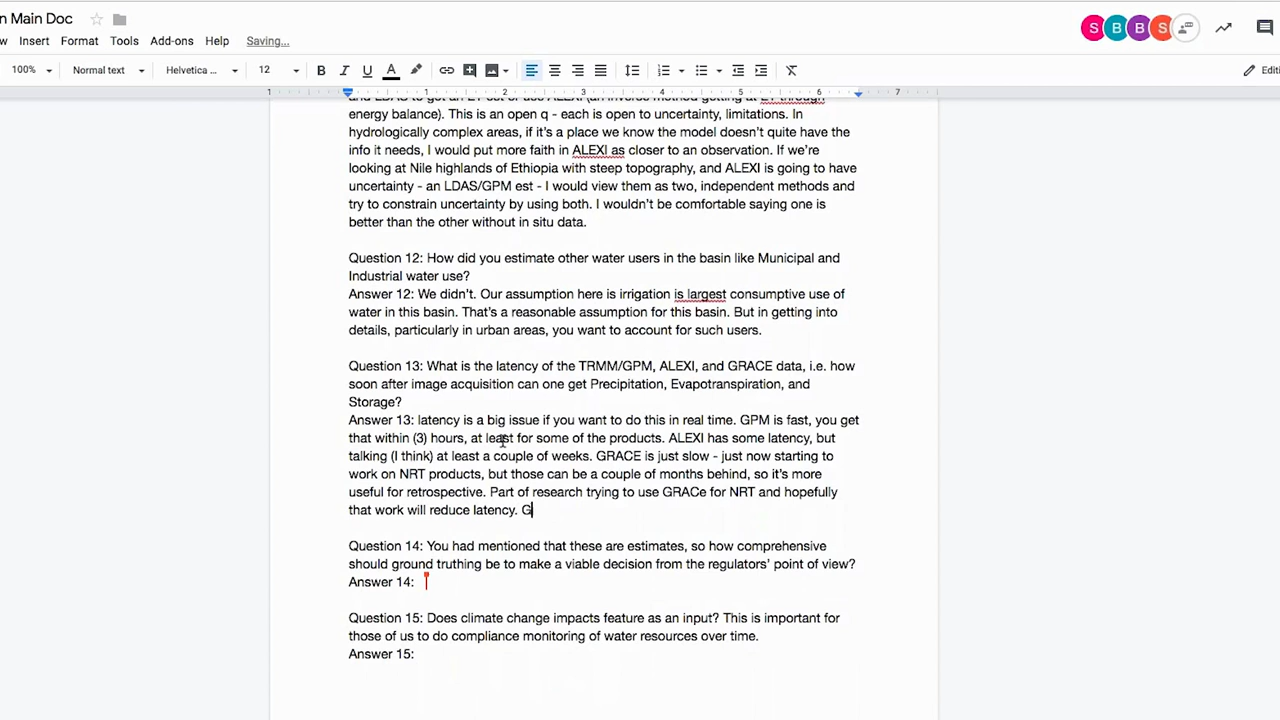 n Main Doc
w Insert Format Tools Add-ons Help Saving...
S B B S
100% Normal text Helvetica ... 12 B I U A Editi
1 1 2 3 4 5 6 7
energy balance). This is an open q - each is open to uncertainty, limitations. In
hydrologically complex areas, if it's a place we know the model doesn't quite have the
info it needs, I would put more faith in ALEXI as closer to an observation. If we're
looking at Nile highlands of Ethiopia with steep topography, and ALEXI is going to have
uncertainty - an LDAS/GPM est - I would view them as two, independent methods and
try to constrain uncertainty by using both. I wouldn't be comfortable saying one is
better than the other without in situ data.
Question 12: How did you estimate other water users in the basin like Municipal and
Industrial water use?
Answer 12: We didn't. Our assumption here is irrigation is largest consumptive use of
water in this basin. That's a reasonable assumption for this basin. But in getting into
details, particularly in urban areas, you want to account for such users.
Question 13: What is the latency of the TRMM/GPM, ALEXI, and GRACE data, i.e. how
soon after image acquisition can one get Precipitation, Evapotranspiration, and
Storage?
Answer 13: latency is a big issue if you want to do this in real time. GPM is fast, you get
that within (3) hours, at least for some of the products. ALEXI has some latency, but
talking (I think) at least a couple of weeks. GRACE is just slow - just now starting to
work on NRT products, but those can be a couple of months behind, so it's more
useful for retrospective. Part of research trying to use GRACe for NRT and hopefully
that work will reduce latency. G
Question 14: You had mentioned that these are estimates, so how comprehensive
should ground truthing be to make a viable decision from the regulators' point of view?
Answer 14:
Question 15: Does climate change impacts feature as an input? This is important for
those of us to do compliance monitoring of water resources over time.
Answer 15: